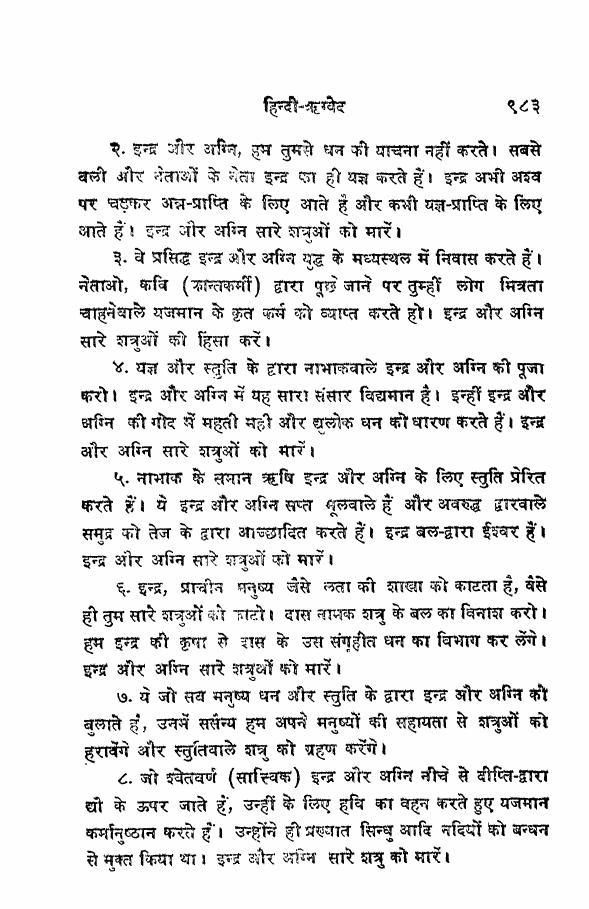 हिन्दी-ऋग्वेद ९८३
२. इन्द्र और अग्नि, हम तुमसे धन की याचना नहीं करते। सबसे
बली और नेताओं के नेता इन्द्र का ही यज्ञ करते हैं। इन्द्र अभी अश्व
पर चढ़कर अन्न-प्राप्ति के लिए आते हैं और कभी यज्ञ-प्राप्ति के लिए
आते हैं। इन्द्र और अग्नि सारे शत्रुओं को मारें।
३. वे प्रसिद्ध इन्द्र और अग्नि युद्ध के मध्यस्थल में निवास करते हैं।
नेताओ, कवि (क्रान्तकर्मी) द्वारा पूछे जाने पर तुम्हीं लोग मित्रता
चाहनेवाले यजमान के कृत कर्म को व्याप्त करते हो। इन्द्र और अग्नि
सारे शत्रुओं की हिंसा करें।
४. यज्ञ और स्तुति के द्वारा नाभाकवाले इन्द्र और अग्नि की पूजा
करो। इन्द्र और अग्नि में यह सारा संसार विद्यमान है। इन्हीं इन्द्र और
अग्नि की गोद में महती मही और द्युलोक धन को धारण करते हैं। इन्द्र
और अग्नि सारे शत्रुओं को मारें।
५. नाभाक के समान ऋषि इन्द्र और अग्नि के लिए स्तुति प्रेरित
करते हैं। ये इन्द्र और अग्नि सप्त मूलवाले हैं और अवरुद्ध द्वारवाले
समुद्र को तेज के द्वारा आच्छादित करते हैं। इन्द्र बल-द्वारा ईश्वर हैं।
इन्द्र और अग्नि सारे शत्रुओं को मारें।
६. इन्द्र, प्राचीन मनुष्य जैसे लता की शाखा को काटता है, वैसे
ही तुम सारे शत्रुओं को काटो। दास नामक शत्रु के बल का विनाश करो।
हम इन्द्र की कृपा से दास के उस संगृहीत धन का विभाग कर लेंगे।
इन्द्र और अग्नि सारे शत्रुओं को मारें।
७. ये जो सब मनुष्य धन और स्तुति के द्वारा इन्द्र और अग्नि को
बुलाते हैं, उनमें ससैन्य हम अपने मनुष्यों की सहायता से शत्रुओं को
हरावेंगे और स्तुतिवाले शत्रु को ग्रहण करेंगे।
८. जो श्वेतवर्ण (सात्त्विक) इन्द्र और अग्नि नीचे से दीप्ति-द्वारा
द्यौ के ऊपर जाते हैं, उन्हीं के लिए हवि का वहन करते हुए यजमान
कर्मानुष्ठान करते हैं। उन्होंने ही प्रख्यात सिन्धु आदि नदियों को बन्धन
से मुक्त किया था। इन्द्र और अग्नि सारे शत्रु को मारें।